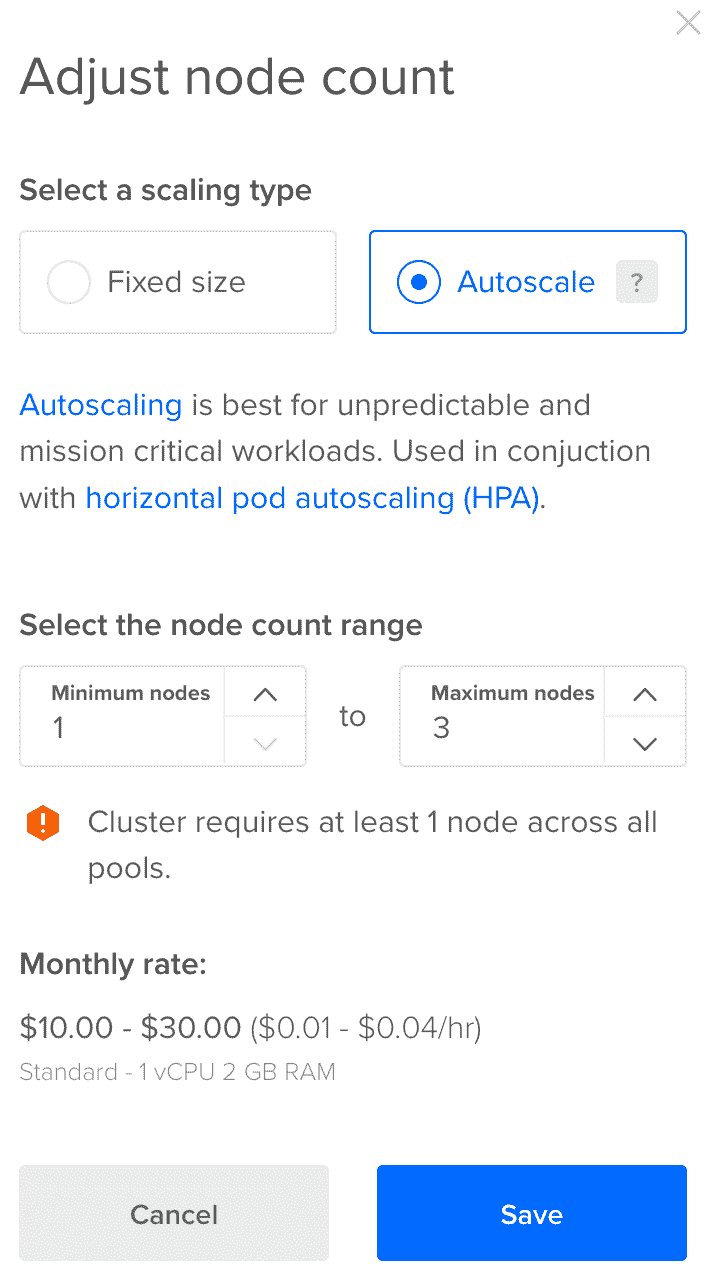 Adjust node count
Select a scaling type
Fixed size
Autoscale ?
Autoscaling is best for unpredictable and
mission critical workloads. Used in conjuction
with horizontal pod autoscaling (HPA).
Select the node count range
Minimum nodes
1
to
Maximum nodes
3
Cluster requires at least 1 node across all
pools.
Monthly rate:
$10.00 - $30.00 ($0.01 - $0.04/hr)
Standard - 1 vCPU 2 GB RAM
Cancel
Save